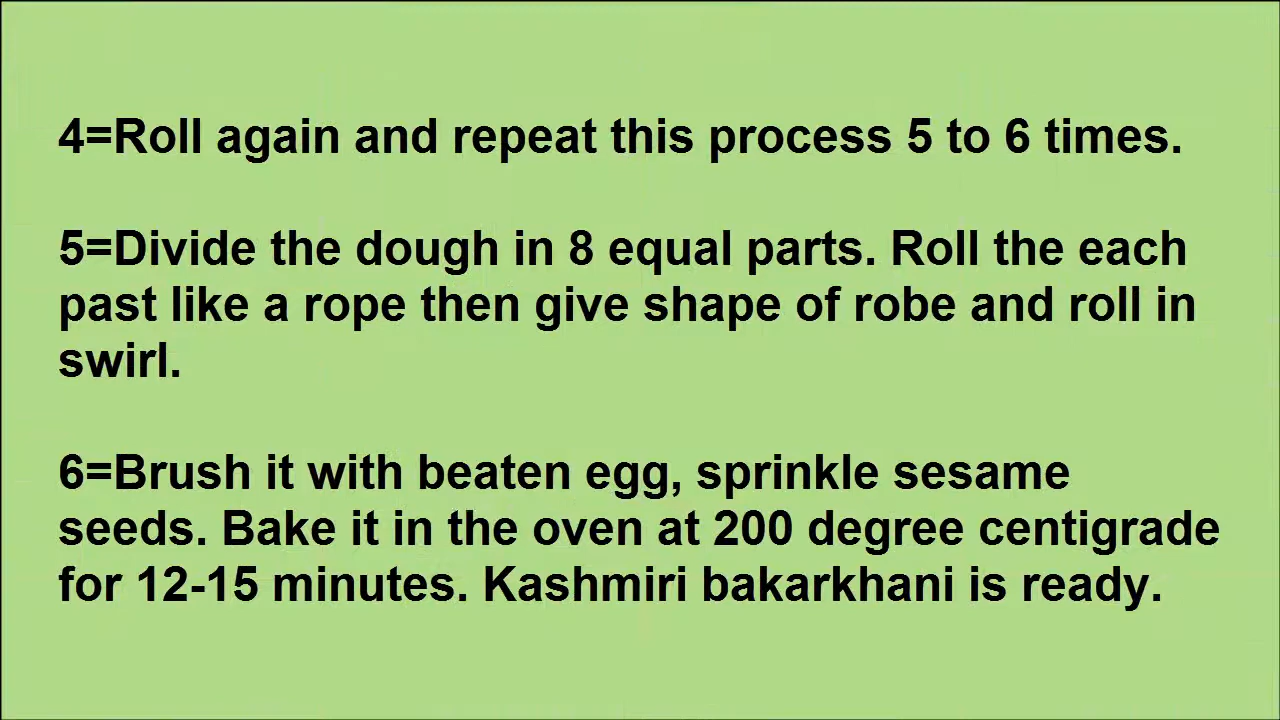 4=Roll again and repeat this process 5 to 6 times.
5=Divide the dough in 8 equal parts. Roll the each
past like a rope then give shape of robe and roll in
swirl.
6=Brush it with beaten egg, sprinkle sesame
seeds. Bake it in the oven at 200 degree centigrade
for 12-15 minutes. Kashmiri bakarkhani is ready.